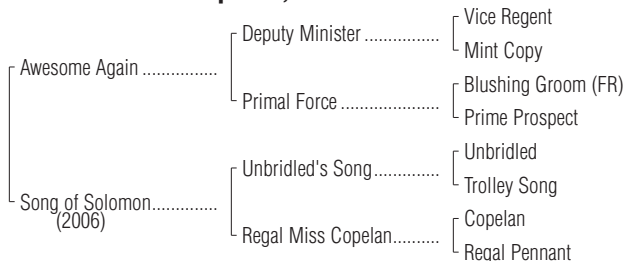 Vice Regent
Deputy Minister ................
Mint Copy
Awesome Again ................
Blushing Groom (FR)
Primal Force .....................
Prime Prospect
Unbridled
Unbridled's Song..............
Trolley Song
Song of Solomon..............
(2006)
Copelan
Regal Miss Copelan..........
Regal Pennant